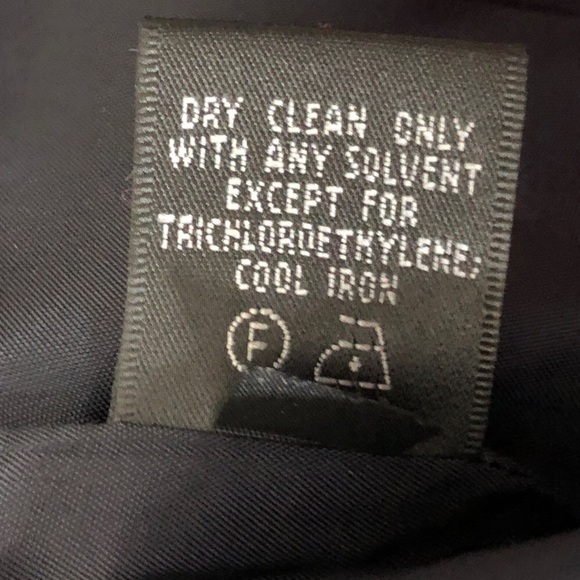 DRY CLEAN ONLY
WITH ANY SOLVENT
EXCEPT FOR
TRICHLOROETHYLENE;
COOL IRON
F